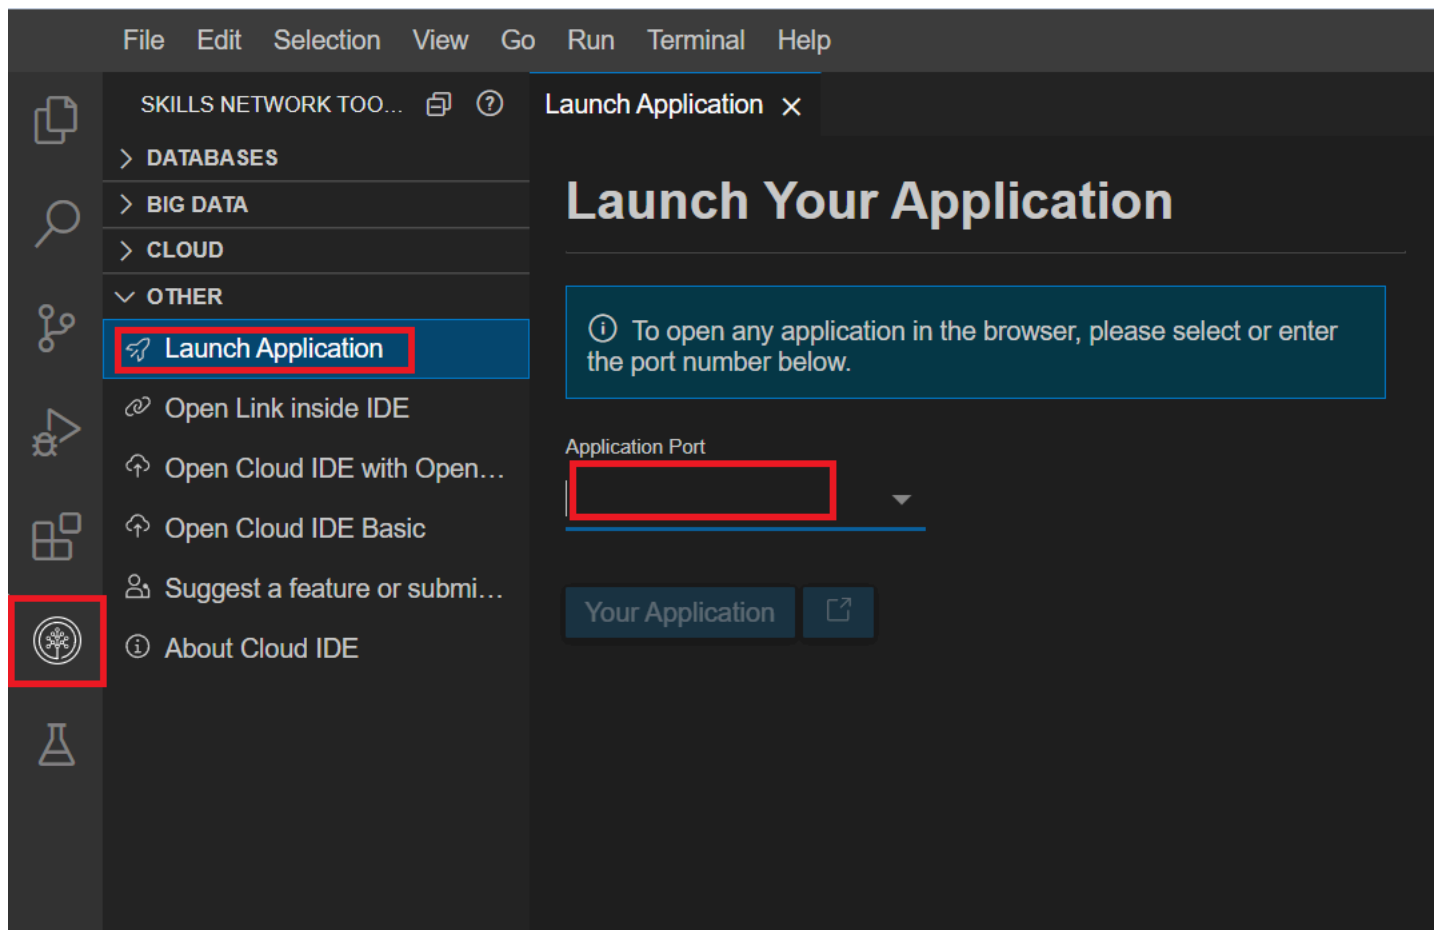 File Edit Selection View Go Run Terminal Help
SKILLS NETWORK TOO...
DATABASES
BIG DATA
CLOUD
OTHER
Launch Application
Open Link inside IDE
Open Cloud IDE with Open...
Open Cloud IDE Basic
Suggest a feature or submi...
About Cloud IDE
Launch Application
Launch Your Application
To open any application in the browser, please select or enter
the port number below.
Application Port
Your Application